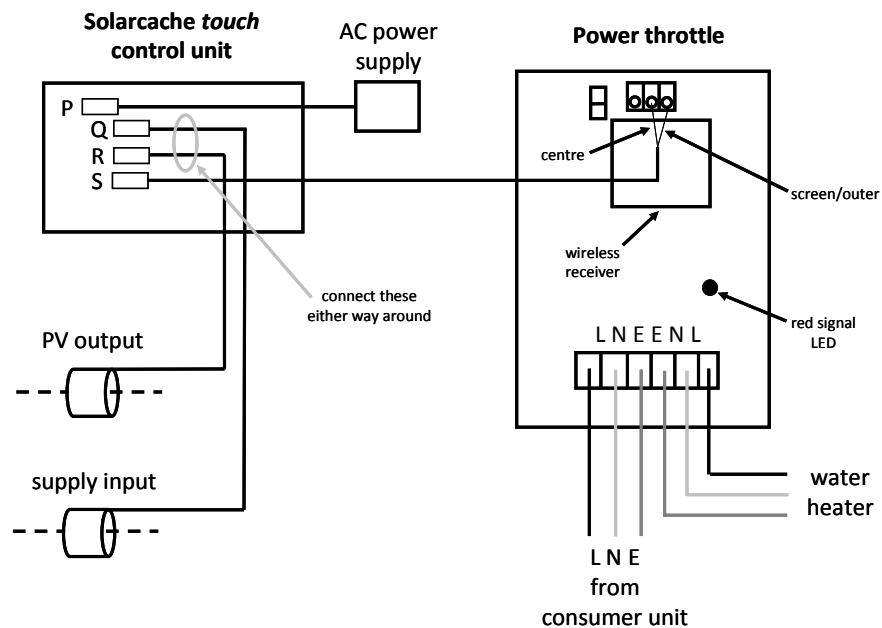 Solarcache touch
control unit
AC power
supply
Power throttle
P
Q
R
S
centre
screen/outer
wireless
receiver
connect these
either way around
red signal
LED
PV output
L N E E N L
supply input
water
heater
L N E
from
consumer unit